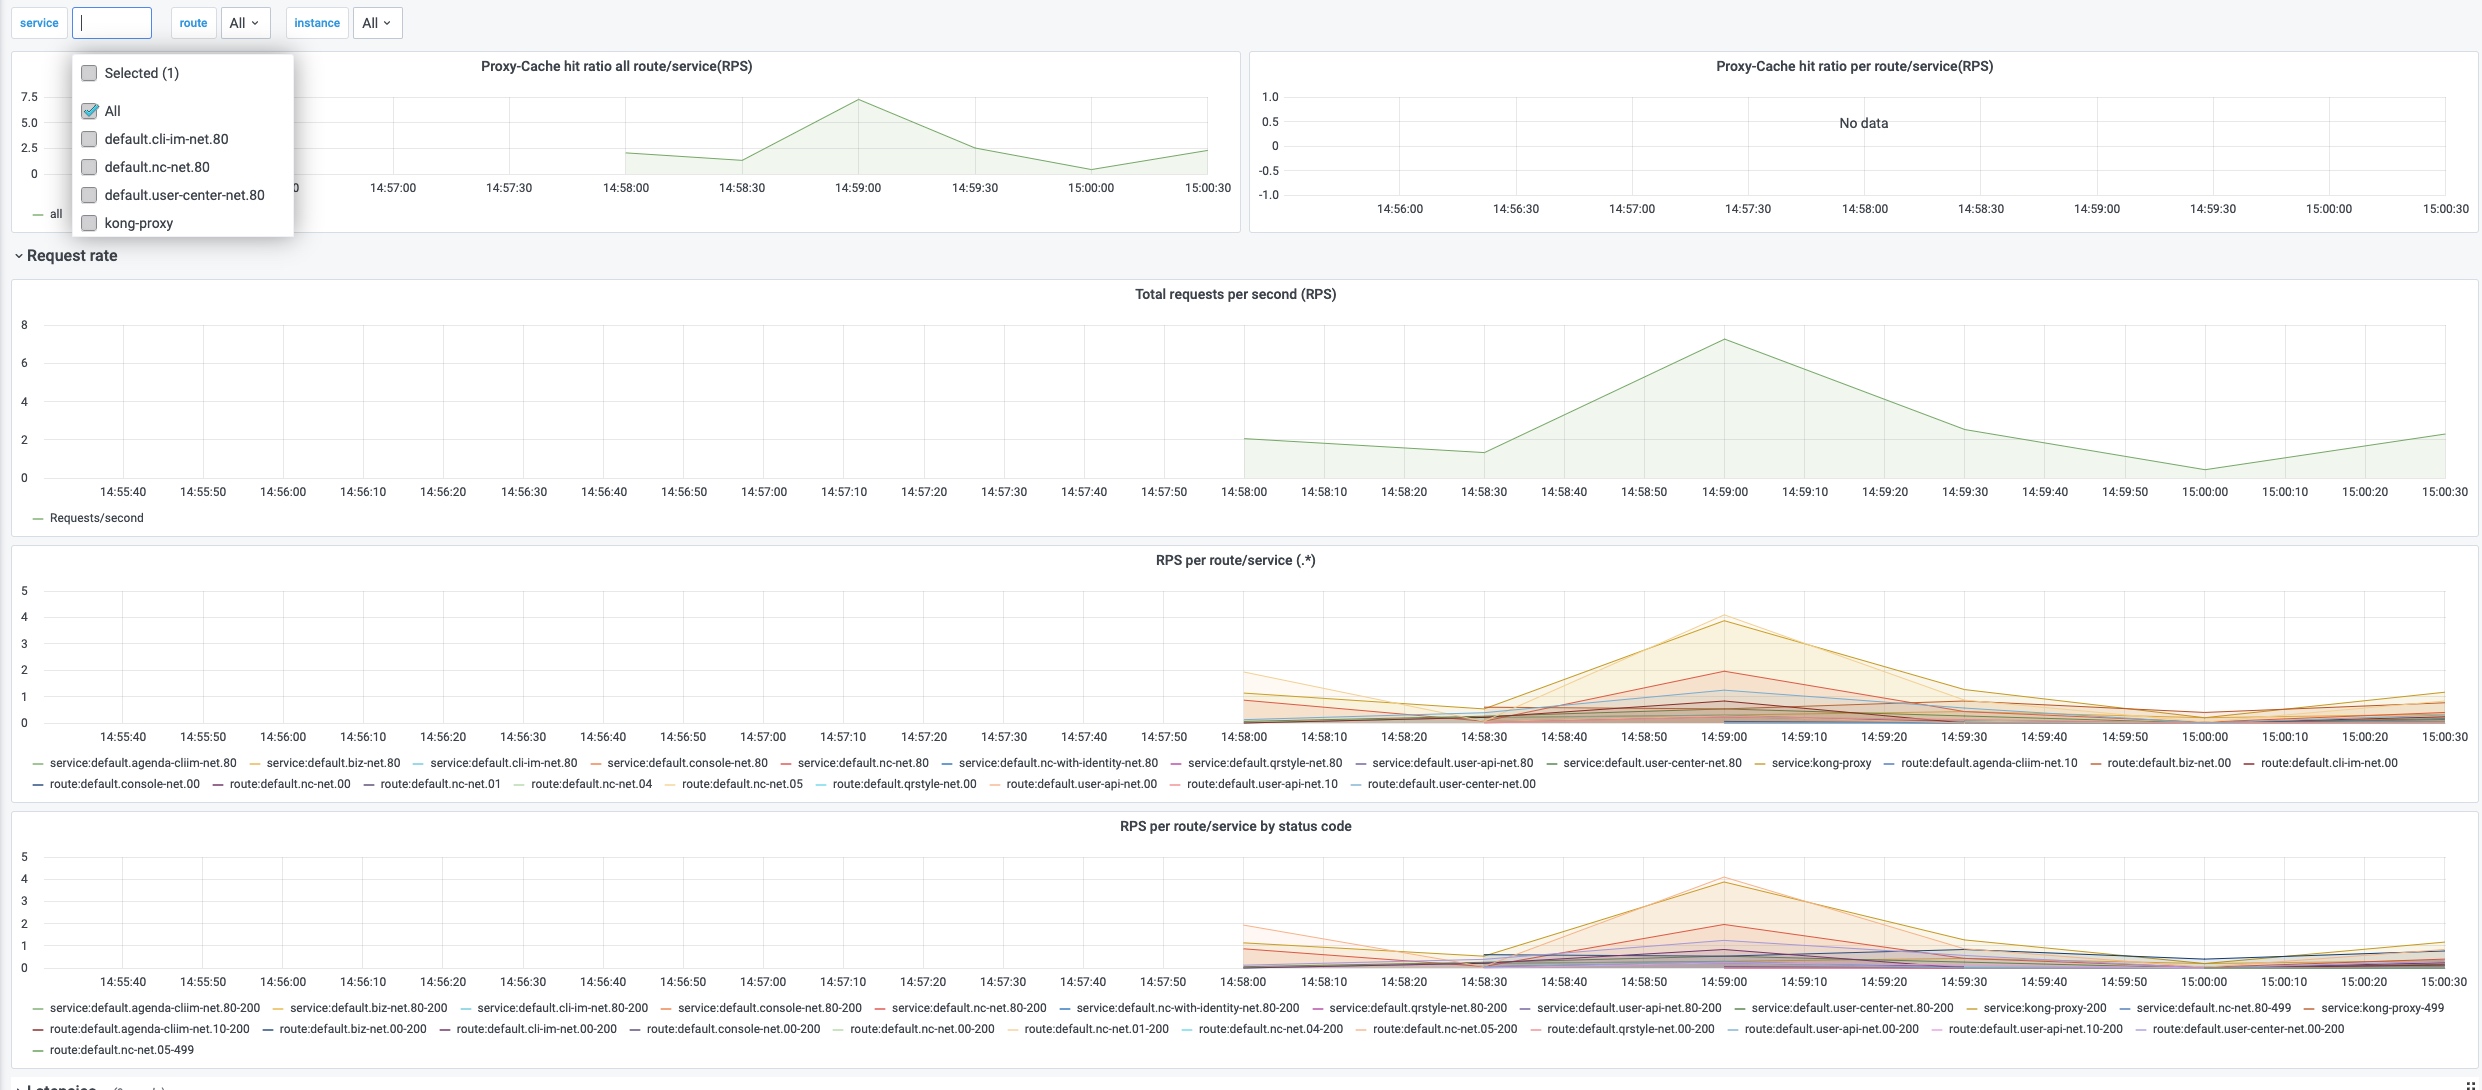 service route All instance All
Selected (1)
All
default.cli-im-net.80
default.nc-net.80
default.user-center-net.80
kong-proxy
Proxy-Cache hit ratio all route/service(RPS)
7.5
5.0
2.5
0
0 14:57:00 14:57:30 14:58:00 14:58:30 14:59:00 14:59:30 15:00:00 15:00:30
all
Proxy-Cache hit ratio per route/service(RPS)
1.0
0.5
0
-0.5
-1.0
No data
14:56:00 14:56:30 14:57:00 14:57:30 14:58:00 14:58:30 14:59:00 14:59:30 15:00:00 15:00:30
Request rate
Total requests per second (RPS)
8
6
4
2
0
14:55:40 14:55:50 14:56:00 14:56:10 14:56:20 14:56:30 14:56:40 14:56:50 14:57:00 14:57:10 14:57:20 14:57:30 14:57:40 14:57:50 14:58:00 14:58:10 14:58:20 14:58:30 14:58:40 14:58:50 14:59:00 14:59:10 14:59:20 14:59:30 14:59:40 14:59:50 15:00:00 15:00:10 15:00:20 15:00:30
Requests/second
RPS per route/service (.*)
5
4
3
2
1
0
14:55:40 14:55:50 14:56:00 14:56:10 14:56:20 14:56:30 14:56:40 14:56:50 14:57:00 14:57:10 14:57:20 14:57:30 14:57:40 14:57:50 14:58:00 14:58:10 14:58:20 14:58:30 14:58:40 14:58:50 14:59:00 14:59:10 14:59:20 14:59:30 14:59:40 14:59:50 15:00:00 15:00:10 15:00:20 15:00:30
service:default.agenda-cliim-net.80 service:default.biz-net.80 service:default.cli-im-net.80 service:default.console-net.80 service:default.nc-net.80 service:default.nc-with-identity-net.80 service:default.qrstyle-net.80 service:default.user-api-net.80 service:default.user-center-net.80 service:kong-proxy route:default.agenda-cliim-net.10 route:default.biz-net.00 route:default.cli-im-net.00
route:default.console-net.00 route:default.nc-net.00 route:default.nc-net.01 route:default.nc-net.04 route:default.nc-net.05 route:default.qrstyle-net.00 route:default.user-api-net.00 route:default.user-api-net.10 route:default.user-center-net.00
RPS per route/service by status code
5
4
3
2
1
0
14:55:40 14:55:50 14:56:00 14:56:10 14:56:20 14:56:30 14:56:40 14:56:50 14:57:00 14:57:10 14:57:20 14:57:30 14:57:40 14:57:50 14:58:00 14:58:10 14:58:20 14:58:30 14:58:40 14:58:50 14:59:00 14:59:10 14:59:20 14:59:30 14:59:40 14:59:50 15:00:00 15:00:10 15:00:20 15:00:30
service:default.agenda-cliim-net.80-200 service:default.biz-net.80-200 service:default.cli-im-net.80-200 service:default.console-net.80-200 service:default.nc-net.80-200 service:default.nc-with-identity-net.80-200 service:default.qrstyle-net.80-200 service:default.user-api-net.80-200 service:default.user-center-net.80-200 service:kong-proxy-200 service:default.nc-net.80-499 service:kong-proxy-499
route:default.agenda-cliim-net.10-200 route:default.biz-net.00-200 route:default.cli-im-net.00-200 route:default.console-net.00-200 route:default.nc-net.00-200 route:default.nc-net.01-200 route:default.nc-net.04-200 route:default.nc-net.05-200 route:default.qrstyle-net.00-200 route:default.user-api-net.00-200 route:default.user-api-net.10-200 route:default.user-center-net.00-200
route:default.nc-net.05-499